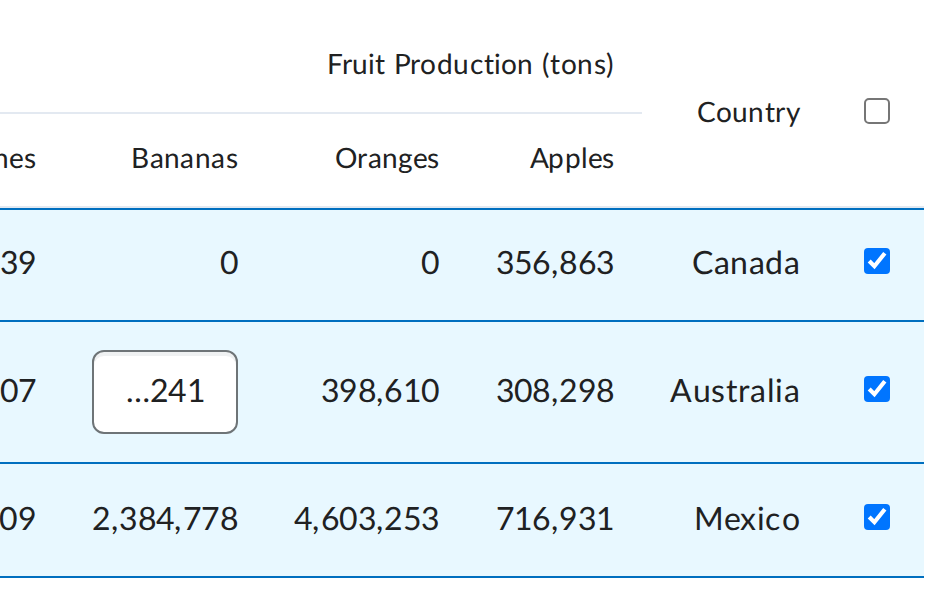 Fruit Production (tons)
Country
nes Bananas Oranges Apples
39 0 0 356,863 Canada
07 ...241 398,610 308,298 Australia
09 2,384,778 4,603,253 716,931 Mexico